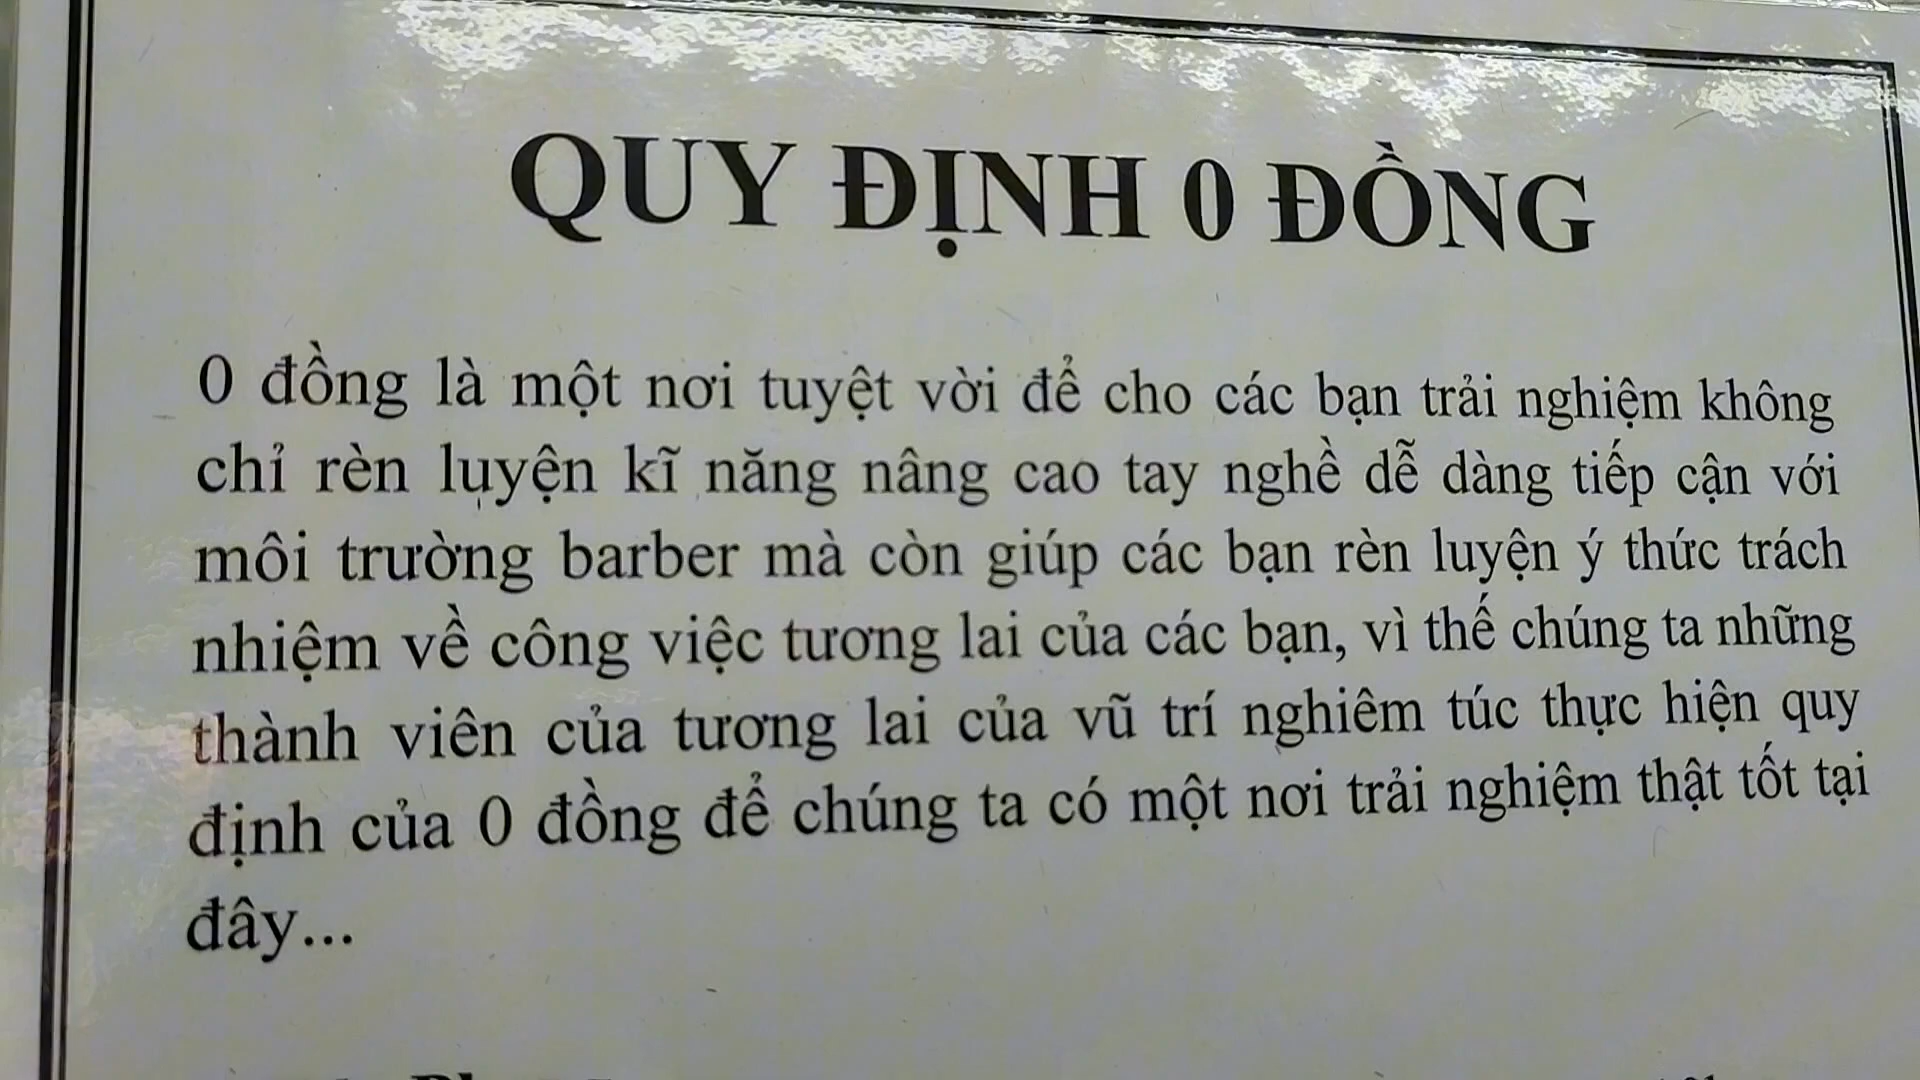 QUY ĐỊNH 0 ĐỒNG
0 đồng là một nơi tuyệt vời để cho các bạn trải nghiệm không
chỉ rèn luyện kĩ năng nâng cao tay nghề dễ dàng tiếp cận với
môi trường barber mà còn giúp các bạn rèn luyện ý thức trách
nhiệm về công việc tương lai của các bạn, vì thế chúng ta những
thành viên của tương lai của vũ trí nghiêm túc thực hiện quy
định của 0 đồng để chúng ta có một nơi trải nghiệm thật tốt tại
đây...